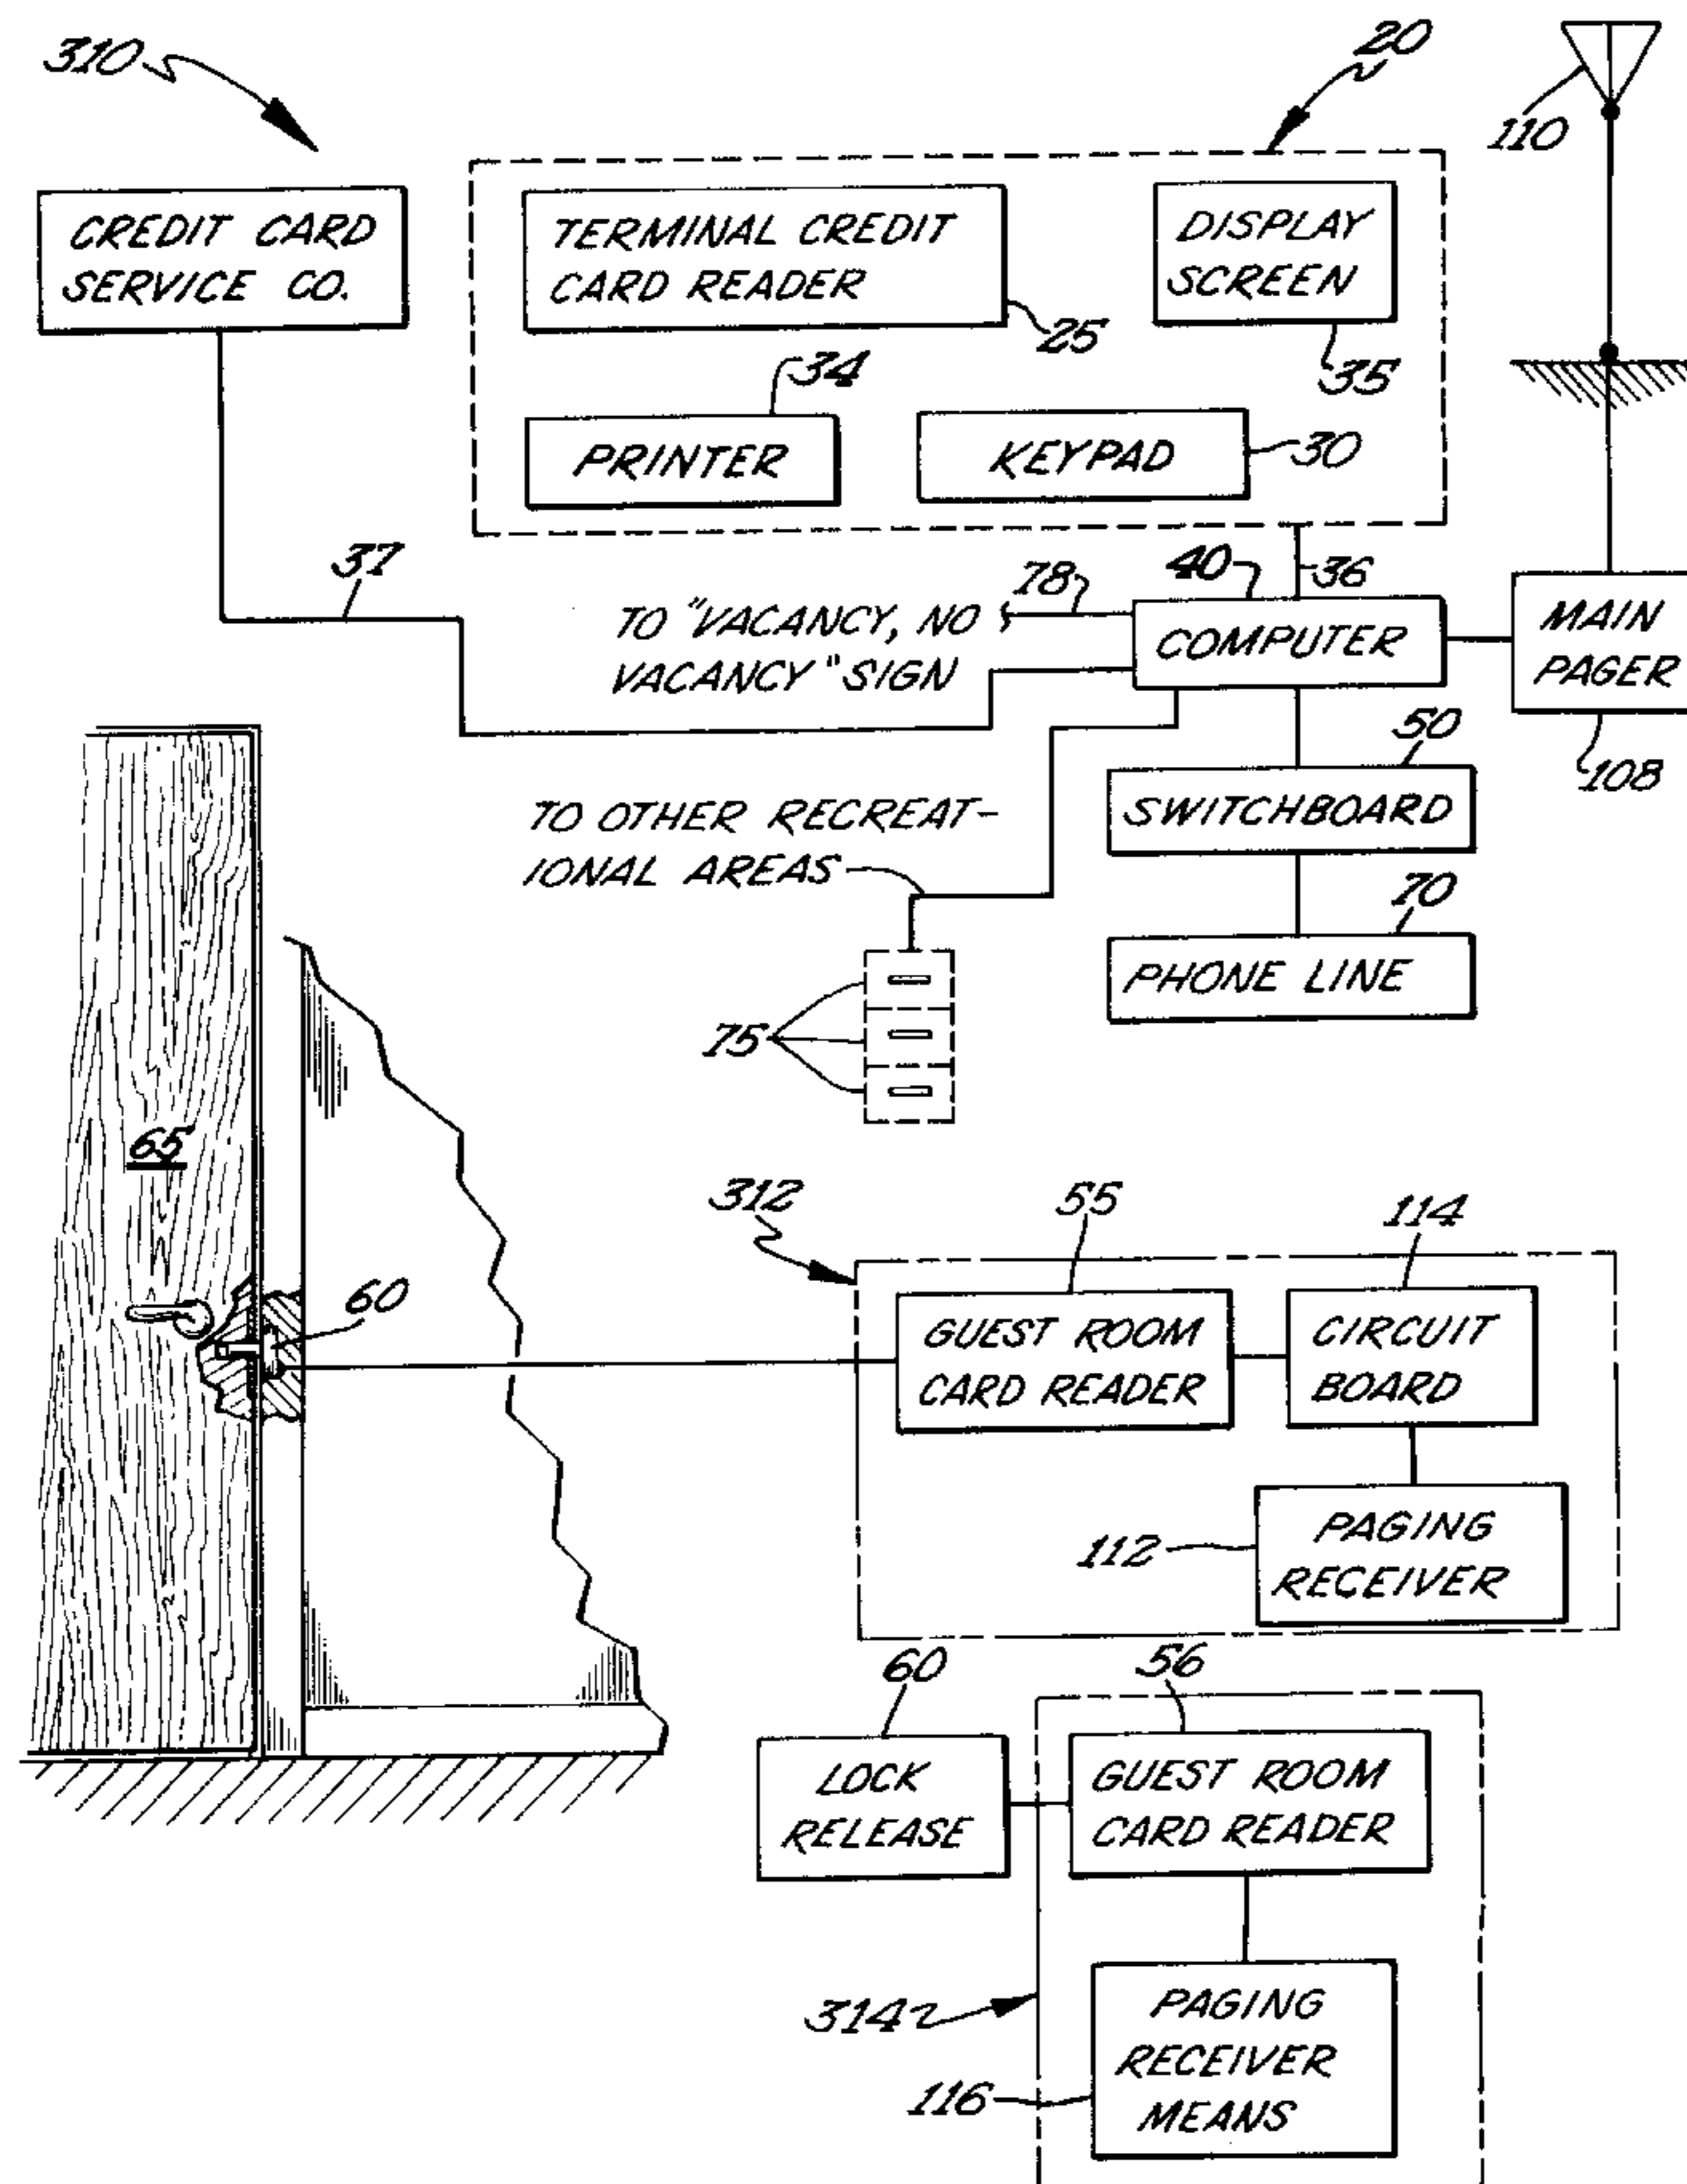 310
20
110
CREDIT CARD
SERVICE CO.
TERMINAL CREDIT
CARD READER
25
DISPLAY
SCREEN
35
34
PRINTER
KEYPAD
30
37
78
40
36
TO "VACANCY, NO
VACANCY" SIGN
COMPUTER
MAIN
PAGER
108
50
SWITCHBOARD
TO OTHER RECREAT-
IONAL AREAS
70
PHONE LINE
75
65
312
55
114
60
GUEST ROOM
CARD READER
CIRCUIT
BOARD
112
PAGING
RECEIVER
60
56
LOCK
RELEASE
GUEST ROOM
CARD READER
314
116
PAGING
RECEIVER
MEANS